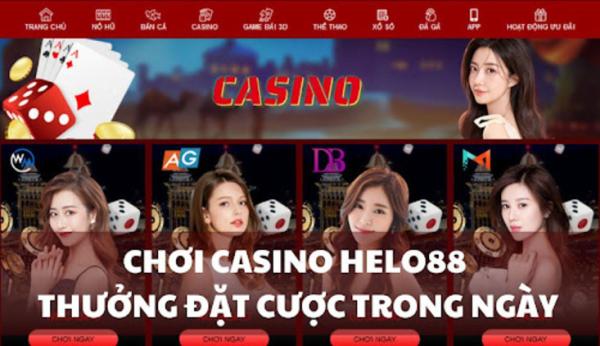 TRANG CHỦ NỔ HŨ BẮN CÁ CASINO GAME BÀI 3D THỂ THAO XỔ SỐ ĐÁ GÀ APP HOẠT ĐỘNG ƯU ĐÃI
CASINO
W AG DB M
CHƠI CASINO HELO88
THƯỞNG ĐẶT CƯỢC TRONG NGÀY
CHƠI NGAY CHƠI NGAY CHƠI NGAY CHƠI NGAY